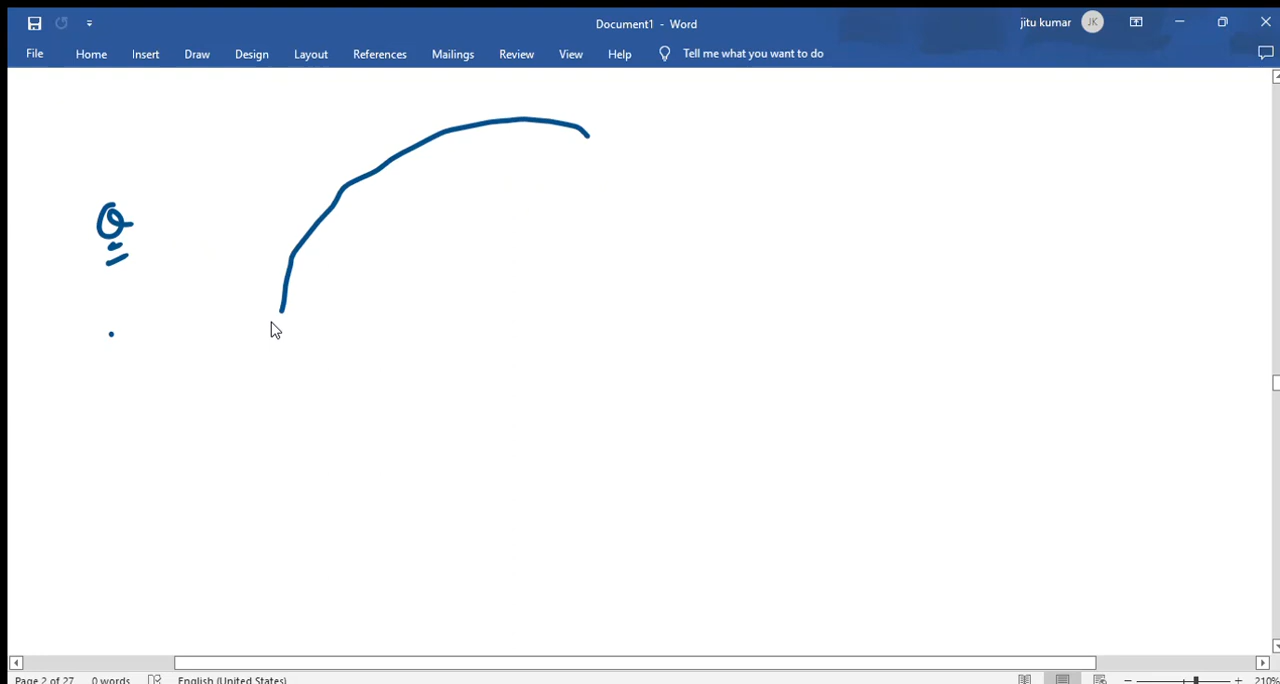 Document1 - Word
jitu kumar JK
File Home Insert Draw Design Layout References Mailings Review View Help Tell me what you want to do
Q
Page 2 of 27 0 words English (United States) 210%